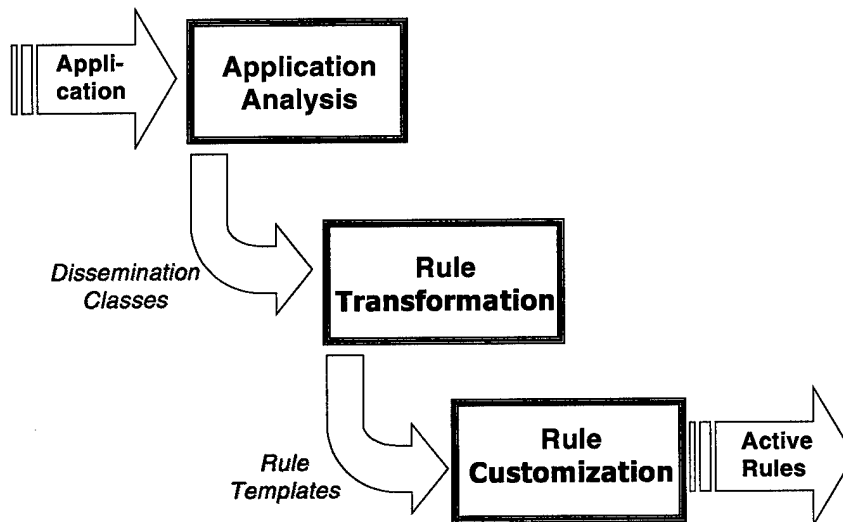 Appli-
cation
Application
Analysis
Dissemination
Classes
Rule
Transformation
Rule
Templates
Rule
Customization
Active
Rules